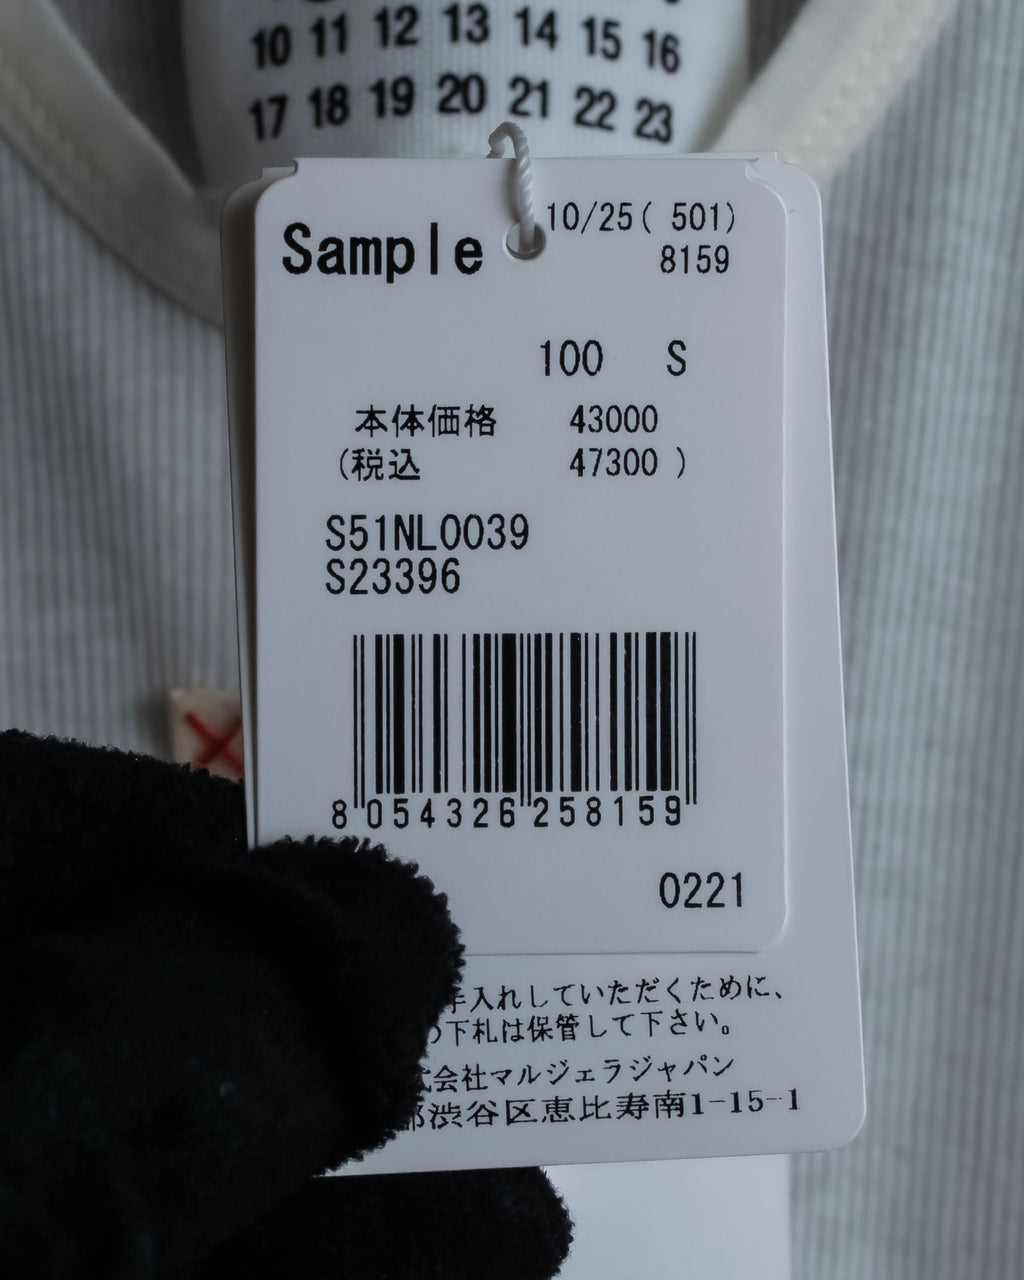 10 11 12 13 14 15 16
17 18 19 20 21 22 23
Sample
10/25( 501)
8159
100 S
本体価格 43000
(税込 47300 )
S51NL0039
S23396
8 054326 258159
0221
手入れしていただくために、
の下札は保管して下さい。
式会社マルジェラジャパン
都渋谷区恵比寿南1-15-1